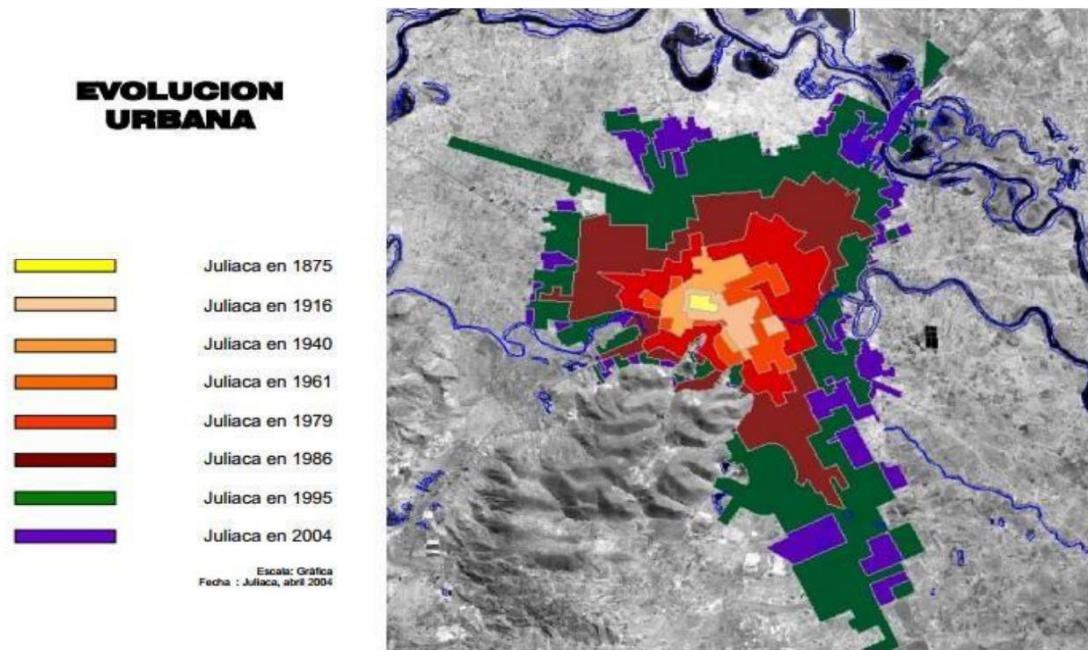 EVOLUCION
URBANA
Juliaca en 1875
Juliaca en 1916
Juliaca en 1940
Juliaca en 1961
Juliaca en 1979
Juliaca en 1986
Juliaca en 1995
Juliaca en 2004
Escala: Gráfica
Fecha : Juliaca, abril 2004